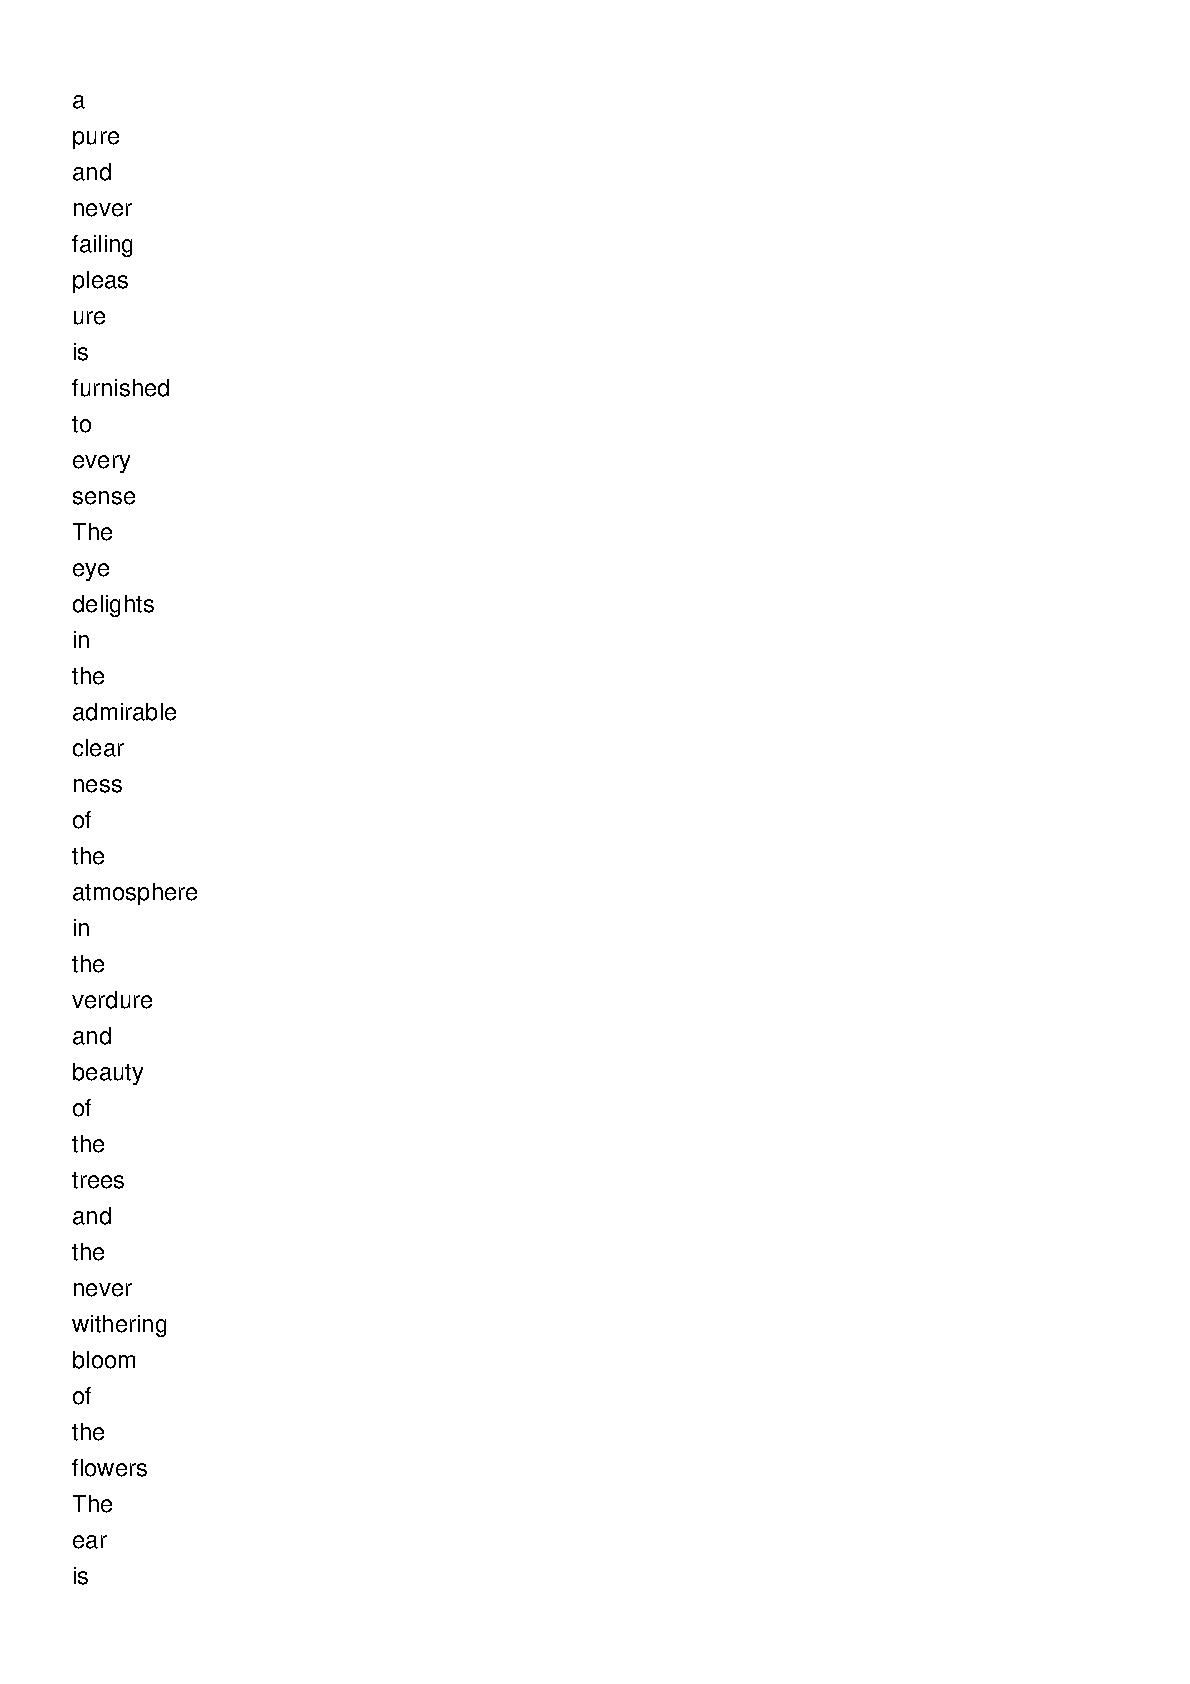 a
pure
and
never
failing
pleas
ure
is
furnished
to
every
sense
The
eye
delights
in
the
admirable
clear
ness
of
the
atmosphere
in
the
verdure
and
beauty
of
the
trees
and
the
never
withering
bloom
of
the
flowers
The
ear
is